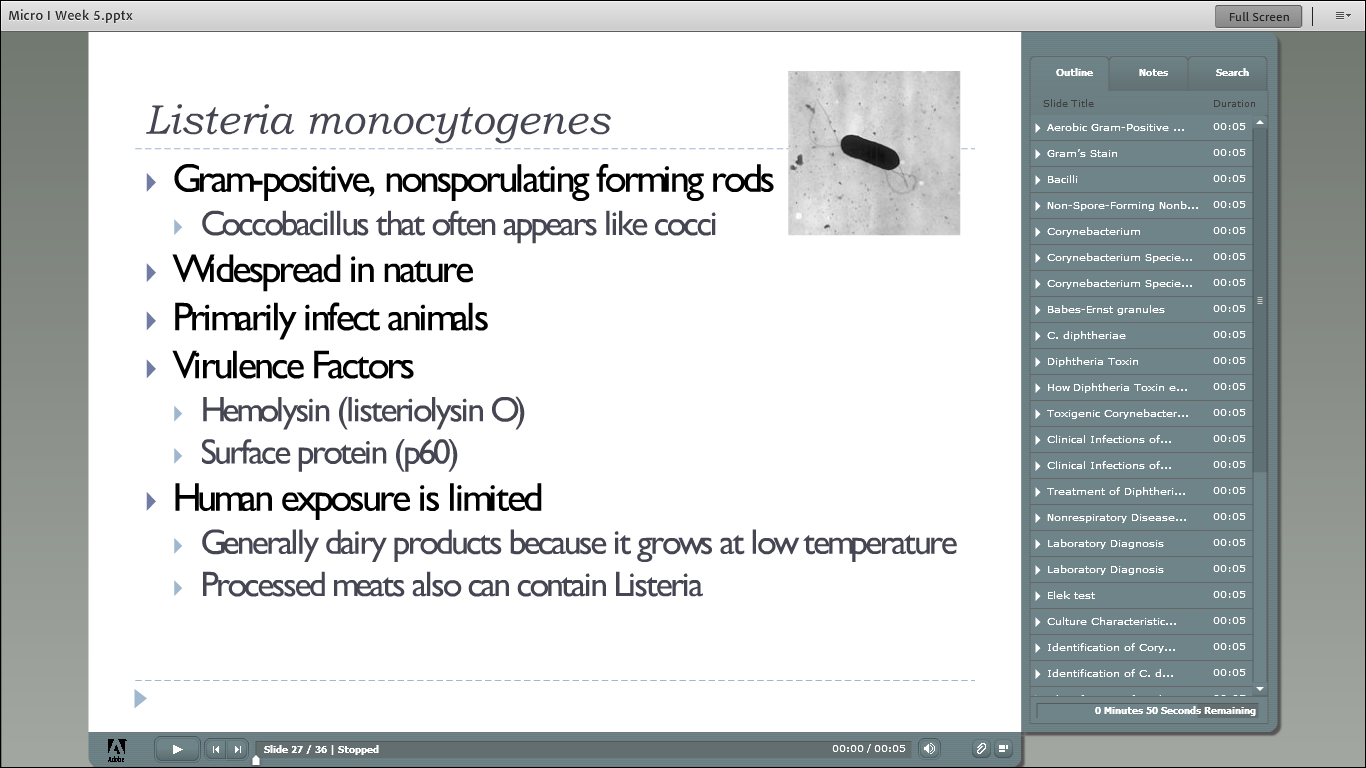 Micro I Week 5.pptx
Full Screen
Listeria monocytogenes
Gram-positive, nonsporulating forming rods
Coccobacillus that often appears like cocci
Widespread in nature
Primarily infect animals
Virulence Factors
Hemolysin (listeriolysin O)
Surface protein (p60)
Human exposure is limited
Generally dairy products because it grows at low temperature
Processed meats also can contain Listeria
Outline Notes Search
Slide Title Duration
Aerobic Gram-Positive ... 00:05
Gram's Stain 00:05
Bacilli 00:05
Non-Spore-Forming Nonb... 00:05
Corynebacterium 00:05
Corynebacterium Specie... 00:05
Corynebacterium Specie... 00:05
Babes-Ernst granules 00:05
C. diphtheriae 00:05
Diphtheria Toxin 00:05
How Diphtheria Toxin e... 00:05
Toxigenic Corynebacter... 00:05
Clinical Infections of... 00:05
Clinical Infections of... 00:05
Treatment of Diphtheri... 00:05
Nonrespiratory Disease... 00:05
Laboratory Diagnosis 00:05
Laboratory Diagnosis 00:05
Elek test 00:05
Culture Characteristic... 00:05
Identification of Cory... 00:05
Identification of C. d... 00:05
0 Minutes 50 Seconds Remaining
Adobe
Slide 27 / 36 | Stopped
00:00 / 00:05